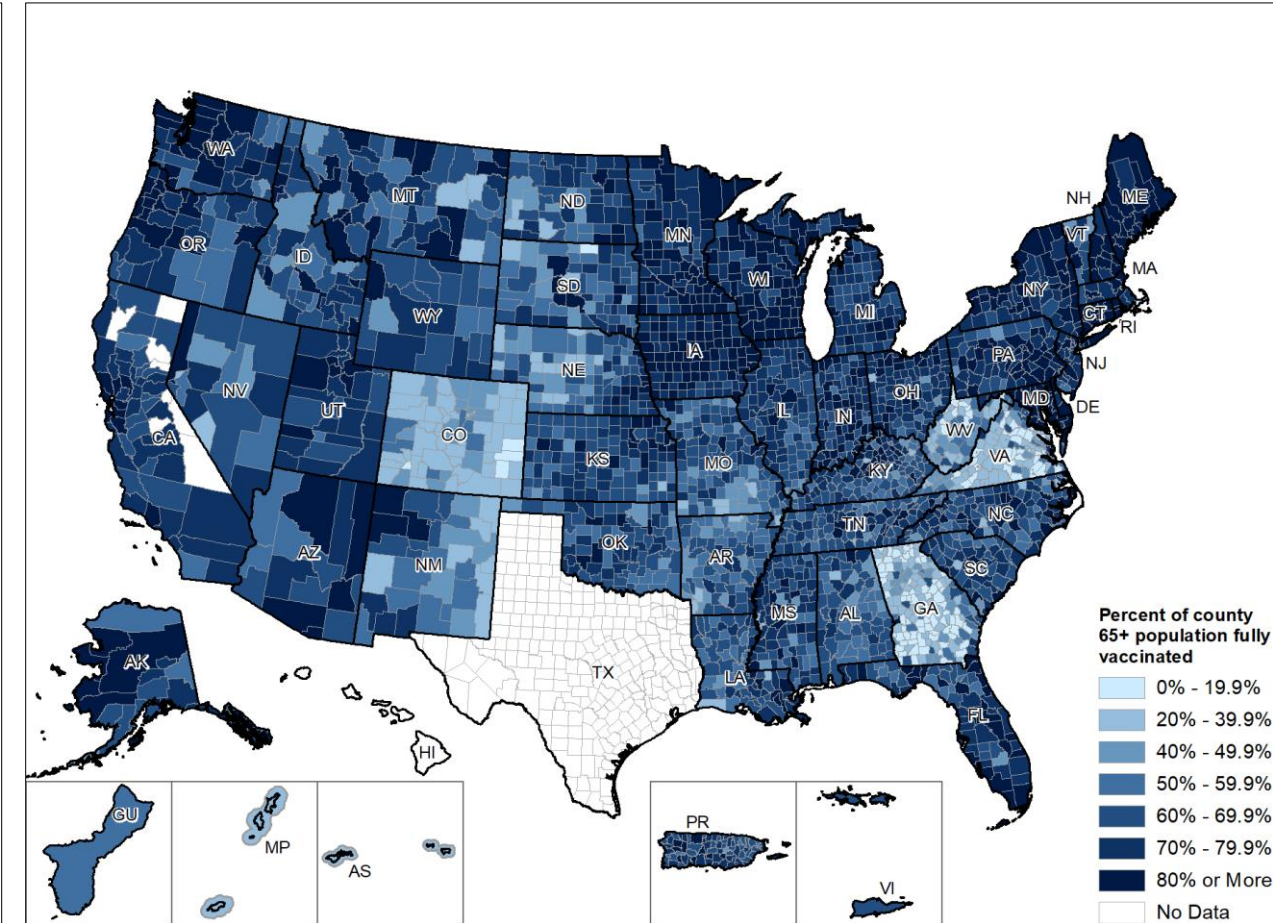 WA
MT
ND
MN
NH
ME
VT
OR
ID
SD
WI
MA
NY
WY
MI
CT
RI
IA
PA
NJ
NE
NV
OH
MD
DE
UT
IL
IN
WV
CO
CA
VA
KS
MO
KY
NC
TN
OK
AZ
NM
AR
SC
MS
AL
GA
TX
LA
FL
AK
HI
GU
MP
AS
PR
VI
Percent of county
65+ population fully
vaccinated
0% - 19.9%
20% - 39.9%
40% - 49.9%
50% - 59.9%
60% - 69.9%
70% - 79.9%
80% or More
No Data